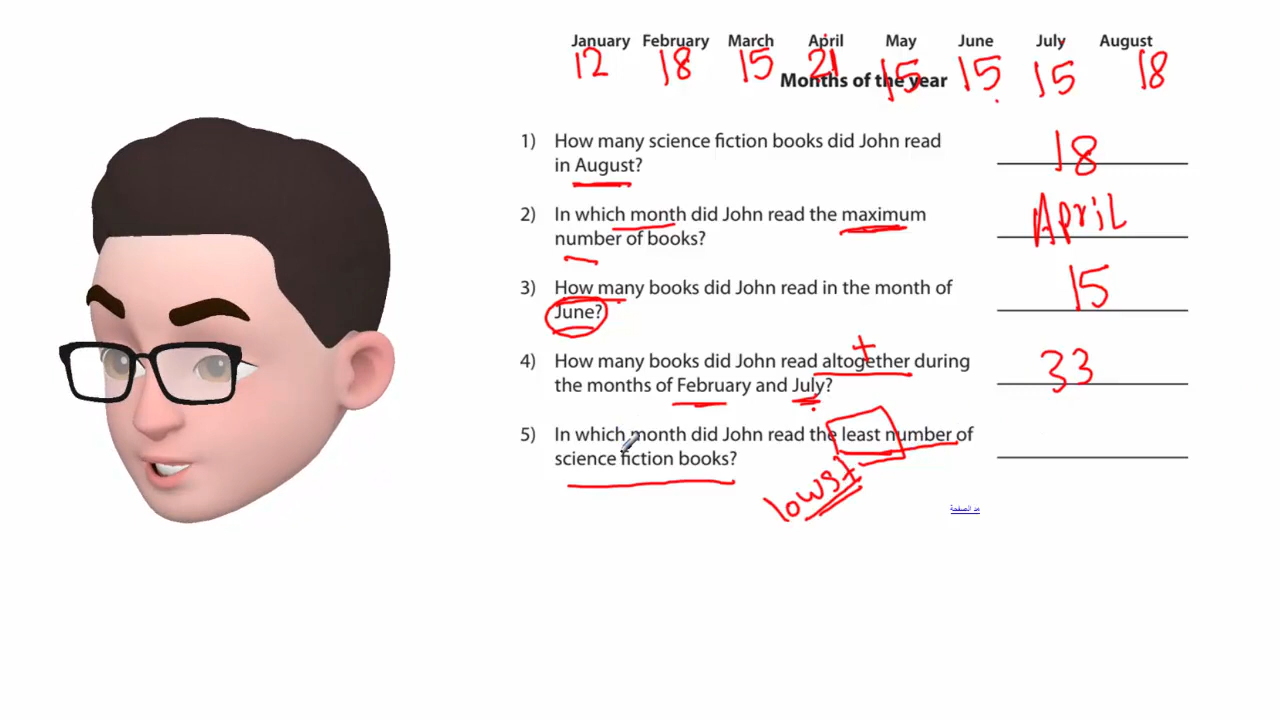 January February March April May June July August
12 18 15 21 15 15 15 18
Months of the year
1) How many science fiction books did John read
in August?
18
2) In which month did John read the maximum
number of books?
April
3) How many books did John read in the month of
June?
15
+
4) How many books did John read altogether during
the months of February and July?
33
5) In which month did John read the least number of
science fiction books?
lowst
مد الصفحة